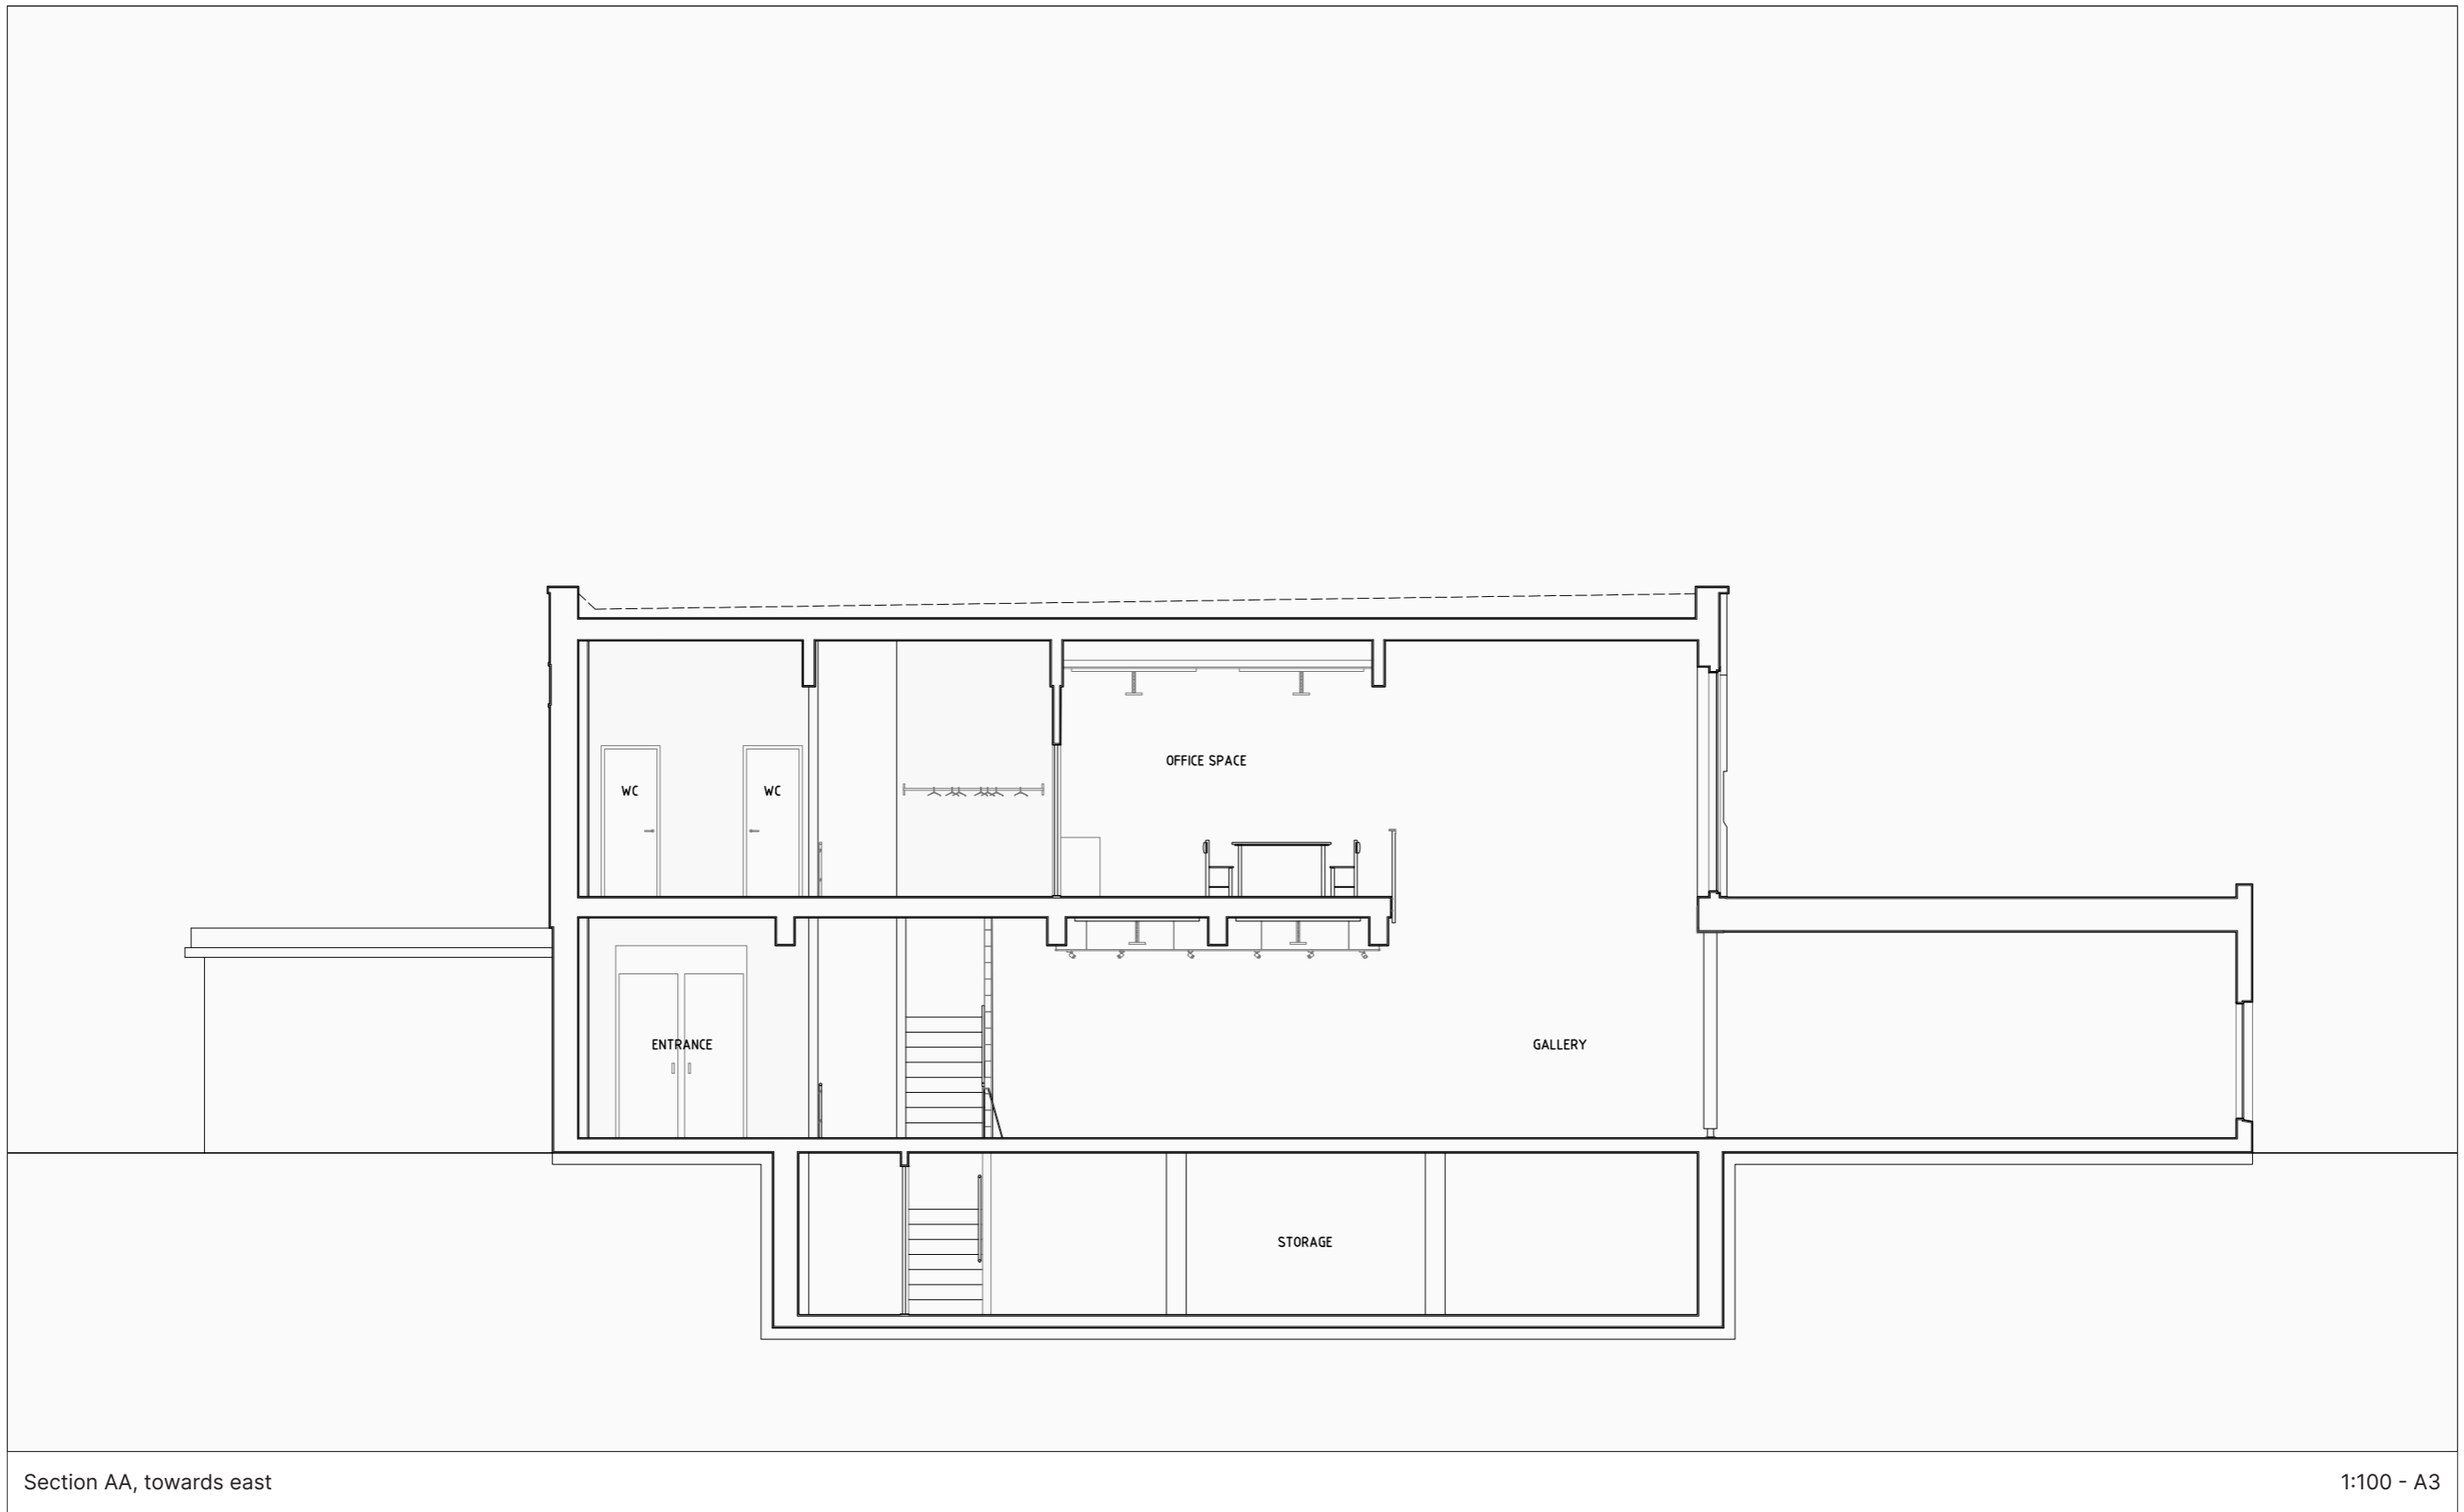 OFFICE SPACE
WC
WC
ENTRANCE
GALLERY
STORAGE
Section AA, towards east
1:100 - A3